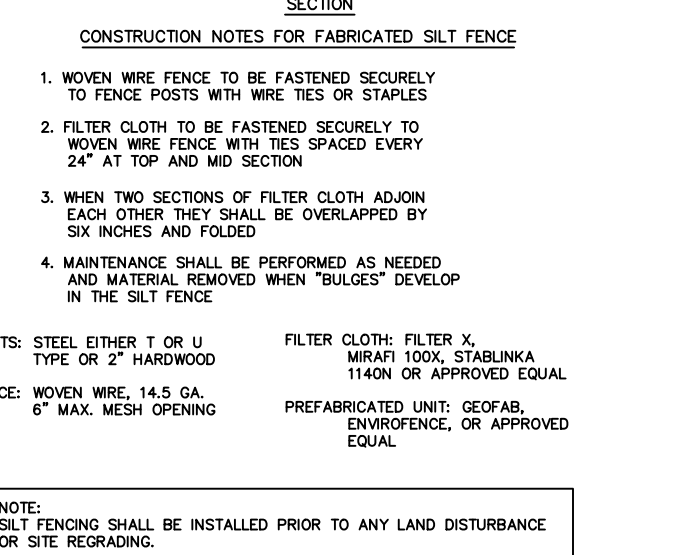 SECTION
CONSTRUCTION NOTES FOR FABRICATED SILT FENCE
1. WOVEN WIRE FENCE TO BE FASTENED SECURELY
TO FENCE POSTS WITH WIRE TIES OR STAPLES
2. FILTER CLOTH TO BE FASTENED SECURELY TO
WOVEN WIRE FENCE WITH TIES SPACED EVERY
24" AT TOP AND MID SECTION
3. WHEN TWO SECTIONS OF FILTER CLOTH ADJOIN
EACH OTHER THEY SHALL BE OVERLAPPED BY
SIX INCHES AND FOLDED
4. MAINTENANCE SHALL BE PERFORMED AS NEEDED
AND MATERIAL REMOVED WHEN "BULGES" DEVELOP
IN THE SILT FENCE
TS: STEEL EITHER T OR U
TYPE OR 2" HARDWOOD
CE: WOVEN WIRE, 14.5 GA.
6" MAX. MESH OPENING
FILTER CLOTH: FILTER X,
MIRAFI 100X, STABLINKA
1140N OR APPROVED EQUAL
PREFABRICATED UNIT: GEOFAB,
ENVIROFENCE, OR APPROVED
EQUAL
NOTE:
SILT FENCING SHALL BE INSTALLED PRIOR TO ANY LAND DISTURBANCE
OR SITE REGRADING.